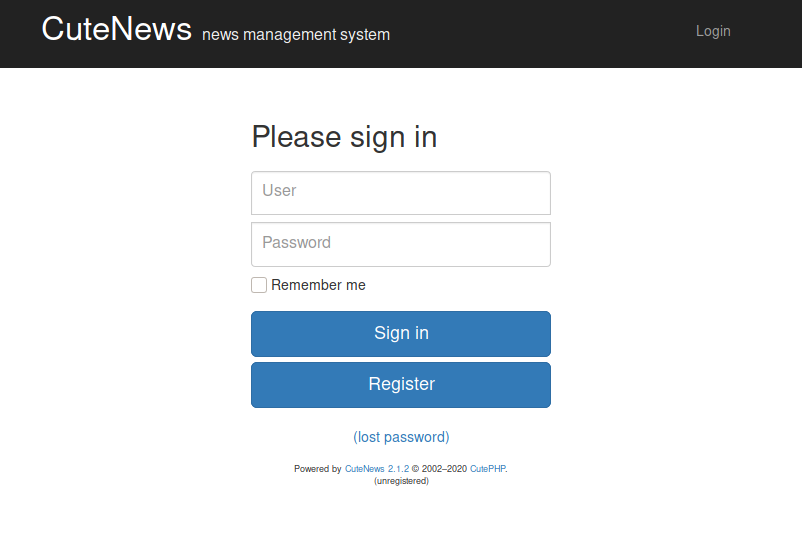 CuteNews news management system Login
Please sign in
User
Password
Remember me
Sign in
Register
(lost password)
Powered by CuteNews 2.1.2 © 2002–2020 CutePHP.
(unregistered)